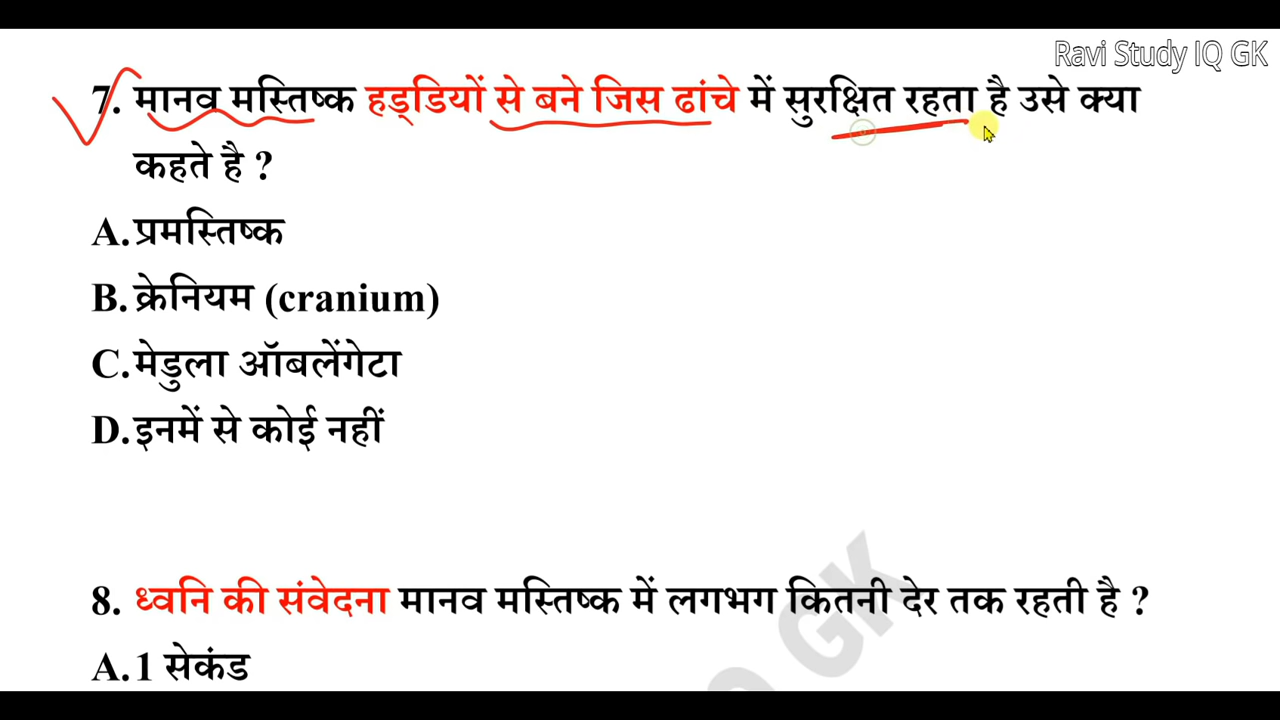 Ravi Study IQ GK
7. मानव मस्तिष्क हड्डियों से बने जिस ढांचे में सुरक्षित रहता है उसे क्या
कहते है ?
A. प्रमस्तिष्क
B. क्रेनियम (cranium)
C. मेडुला ऑबलेंगेटा
D. इनमें से कोई नहीं
8. ध्वनि की संवेदना मानव मस्तिष्क में लगभग कितनी देर तक रहती है ?
GK
A. 1 सेकंड